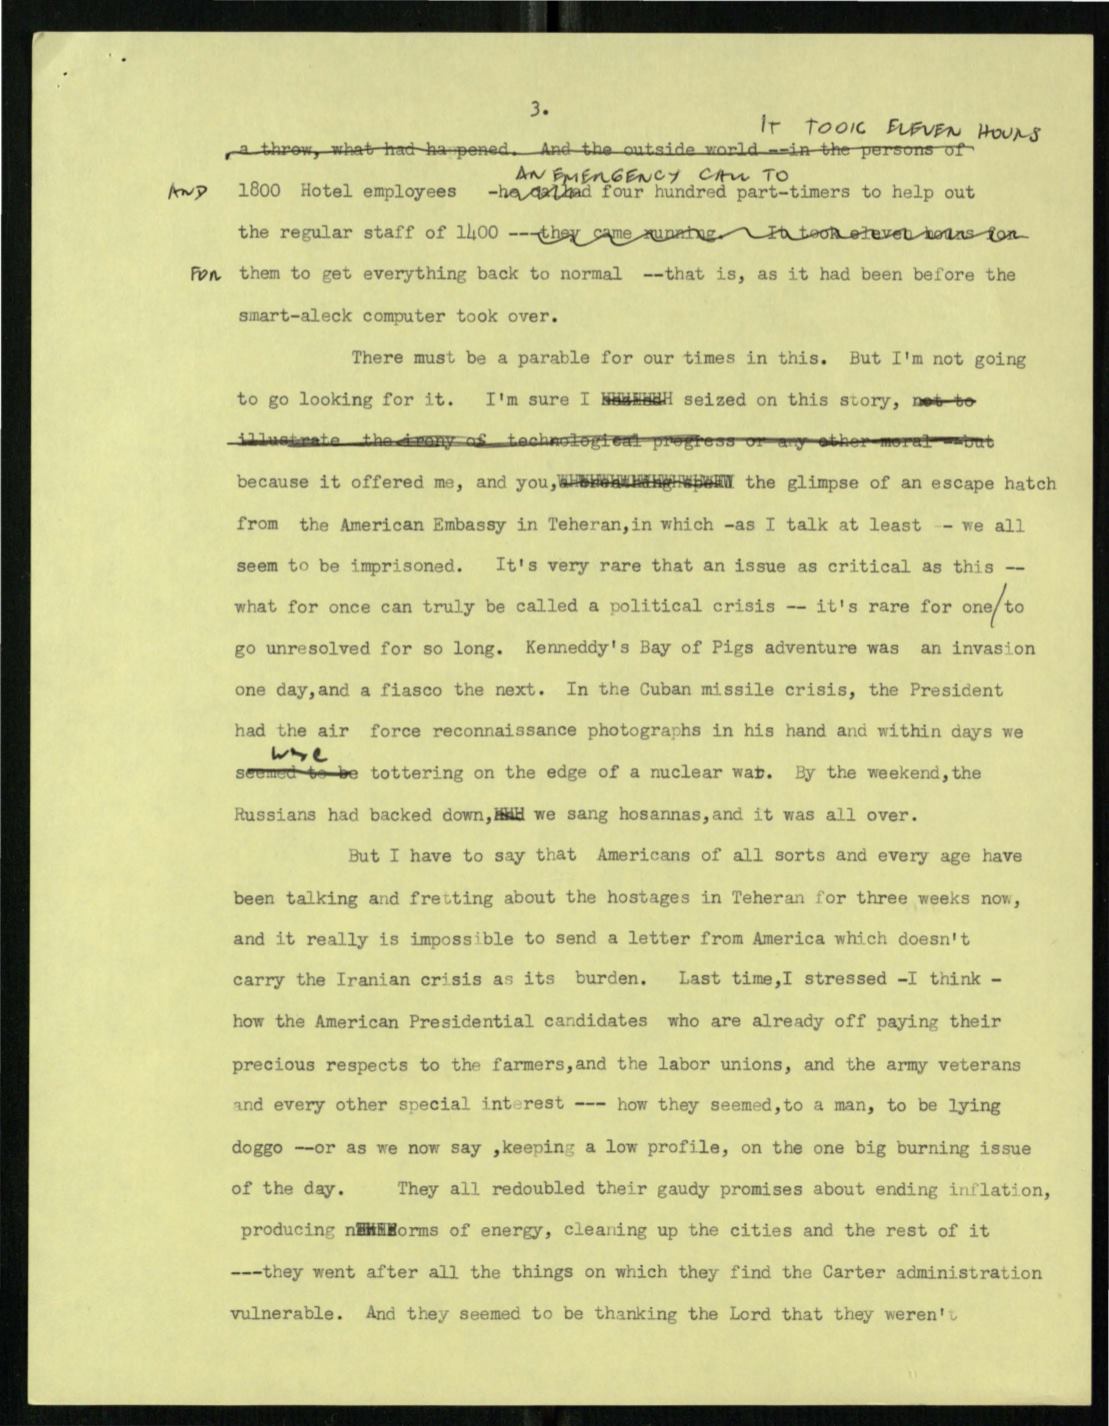 3.
IT TOOK ELEVEN HOURS
a throw, what had ha pened. And the outside world --in the persons of
AN EMERGENCY CALL TO
AND 1800 Hotel employees -he had four hundred part-timers to help out
the regular staff of 1400 ---they came running. It took eleven hours for
FOR them to get everything back to normal --that is, as it had been before the
smart-aleck computer took over.
There must be a parable for our times in this. But I'm not going
to go looking for it. I'm sure I seized on this story, not to
illustrate the irony of technological progress or any other moral --but
because it offered me, and you, the glimpse of an escape hatch
from the American Embassy in Teheran,in which -as I talk at least -- we all
seem to be imprisoned. It's very rare that an issue as critical as this --
what for once can truly be called a political crisis -- it's rare for one/to
go unresolved for so long. Kenneddy's Bay of Pigs adventure was an invasion
one day,and a fiasco the next. In the Cuban missile crisis, the President
had the air force reconnaissance photographs in his hand and within days we
were
seemed to be tottering on the edge of a nuclear war. By the weekend,the
Russians had backed down, we sang hosannas,and it was all over.
But I have to say that Americans of all sorts and every age have
been talking and fretting about the hostages in Teheran for three weeks now,
and it really is impossible to send a letter from America which doesn't
carry the Iranian crisis as its burden. Last time,I stressed -I think -
how the American Presidential candidates who are already off paying their
precious respects to the farmers,and the labor unions, and the army veterans
and every other special interest --- how they seemed,to a man, to be lying
doggo --or as we now say ,keeping a low profile, on the one big burning issue
of the day. They all redoubled their gaudy promises about ending inflation,
producing orms of energy, cleaning up the cities and the rest of it
---they went after all the things on which they find the Carter administration
vulnerable. And they seemed to be thanking the Lord that they weren't